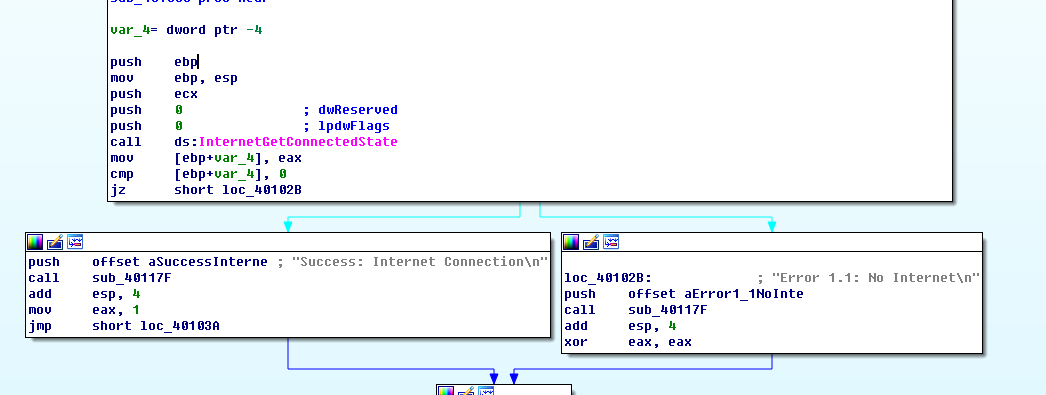 var_4= dword ptr -4
push    ebp
mov     ebp, esp
push    ecx
push    0               ; dwReserved
push    0               ; lpdwFlags
call    ds:InternetGetConnectedState
mov     [ebp+var_4], eax
cmp     [ebp+var_4], 0
jz      short loc_40102B
push    offset aSuccessInterne ; "Success: Internet Connection\n"
call    sub_40117F
add     esp, 4
mov     eax, 1
jmp     short loc_40103A
loc_40102B:             ; "Error 1.1: No Internet\n"
push    offset aError1_1NoInte
call    sub_40117F
add     esp, 4
xor     eax, eax